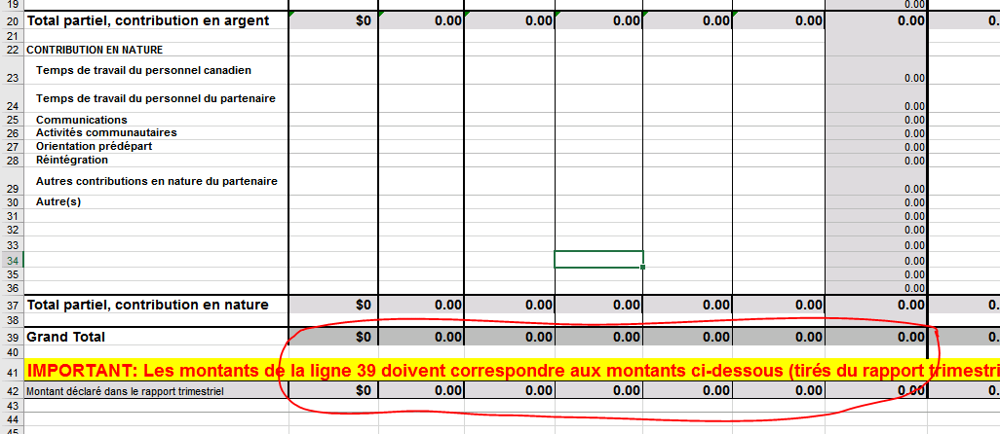 19 0.00
20 Total partiel, contribution en argent $0 0.00 0.00 0.00 0.00 0.00 0.00 0.
21
22 CONTRIBUTION EN NATURE
23 Temps de travail du personnel canadien 0.00
24 Temps de travail du personnel du partenaire 0.00
25 Communications 0.00
26 Activités communautaires 0.00
27 Orientation prédépart 0.00
28 Réintégration 0.00
29 Autres contributions en nature du partenaire 0.00
30 Autre(s) 0.00
31 0.00
32 0.00
33 0.00
34 0.00
35 0.00
36 0.00
37 Total partiel, contribution en nature $0 0.00 0.00 0.00 0.00 0.00 0.00 0.
38
39 Grand Total $0 0.00 0.00 0.00 0.00 0.00 0.00 0.
40
41 IMPORTANT: Les montants de la ligne 39 doivent correspondre aux montants ci-dessous (tirés du rapport trimestri
42 Montant déclaré dans le rapport trimestriel $0 0.00 0.00 0.00 0.00 0.00 0.00 0.
43
44
45